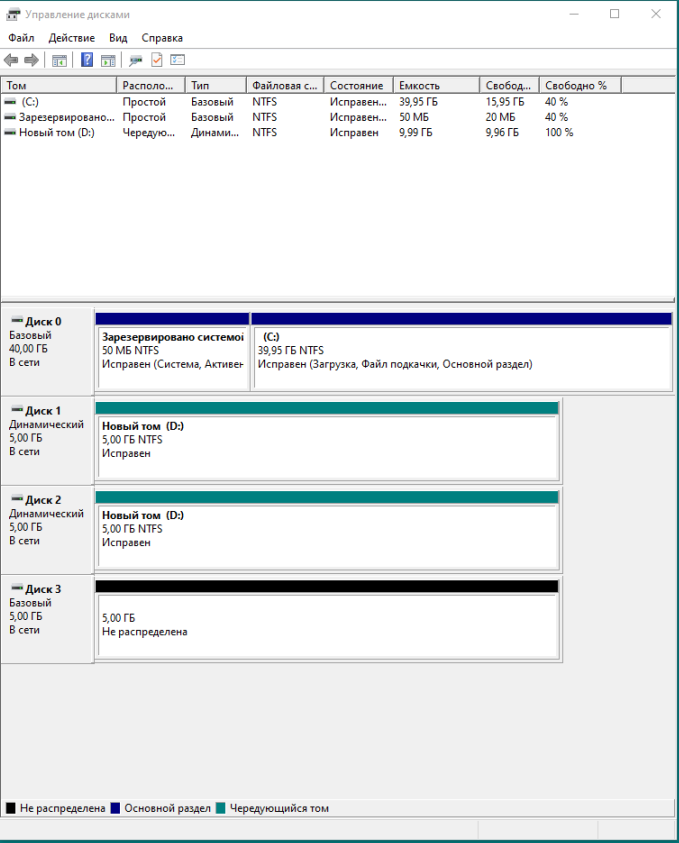 Управление дисками
Файл Действие Вид Справка
Том Располо... Тип Файловая с... Состояние Емкость Свобод... Свободно %
(C:) Простой Базовый NTFS Исправен... 39,95 ГБ 15,95 ГБ 40 %
Зарезервировано... Простой Базовый NTFS Исправен... 50 МБ 20 МБ 40 %
Новый том (D:) Чередую... Динами... NTFS Исправен 9,99 ГБ 9,96 ГБ 100 %
Диск 0
Базовый
40,00 ГБ
В сети
Зарезервировано системой
50 МБ NTFS
Исправен (Система, Активен
(C:)
39,95 ГБ NTFS
Исправен (Загрузка, Файл подкачки, Основной раздел)
Диск 1
Динамический
5,00 ГБ
В сети
Новый том (D:)
5,00 ГБ NTFS
Исправен
Диск 2
Динамический
5,00 ГБ
В сети
Новый том (D:)
5,00 ГБ NTFS
Исправен
Диск 3
Базовый
5,00 ГБ
В сети
5,00 ГБ
Не распределена
Не распределена Основной раздел Чередующийся том